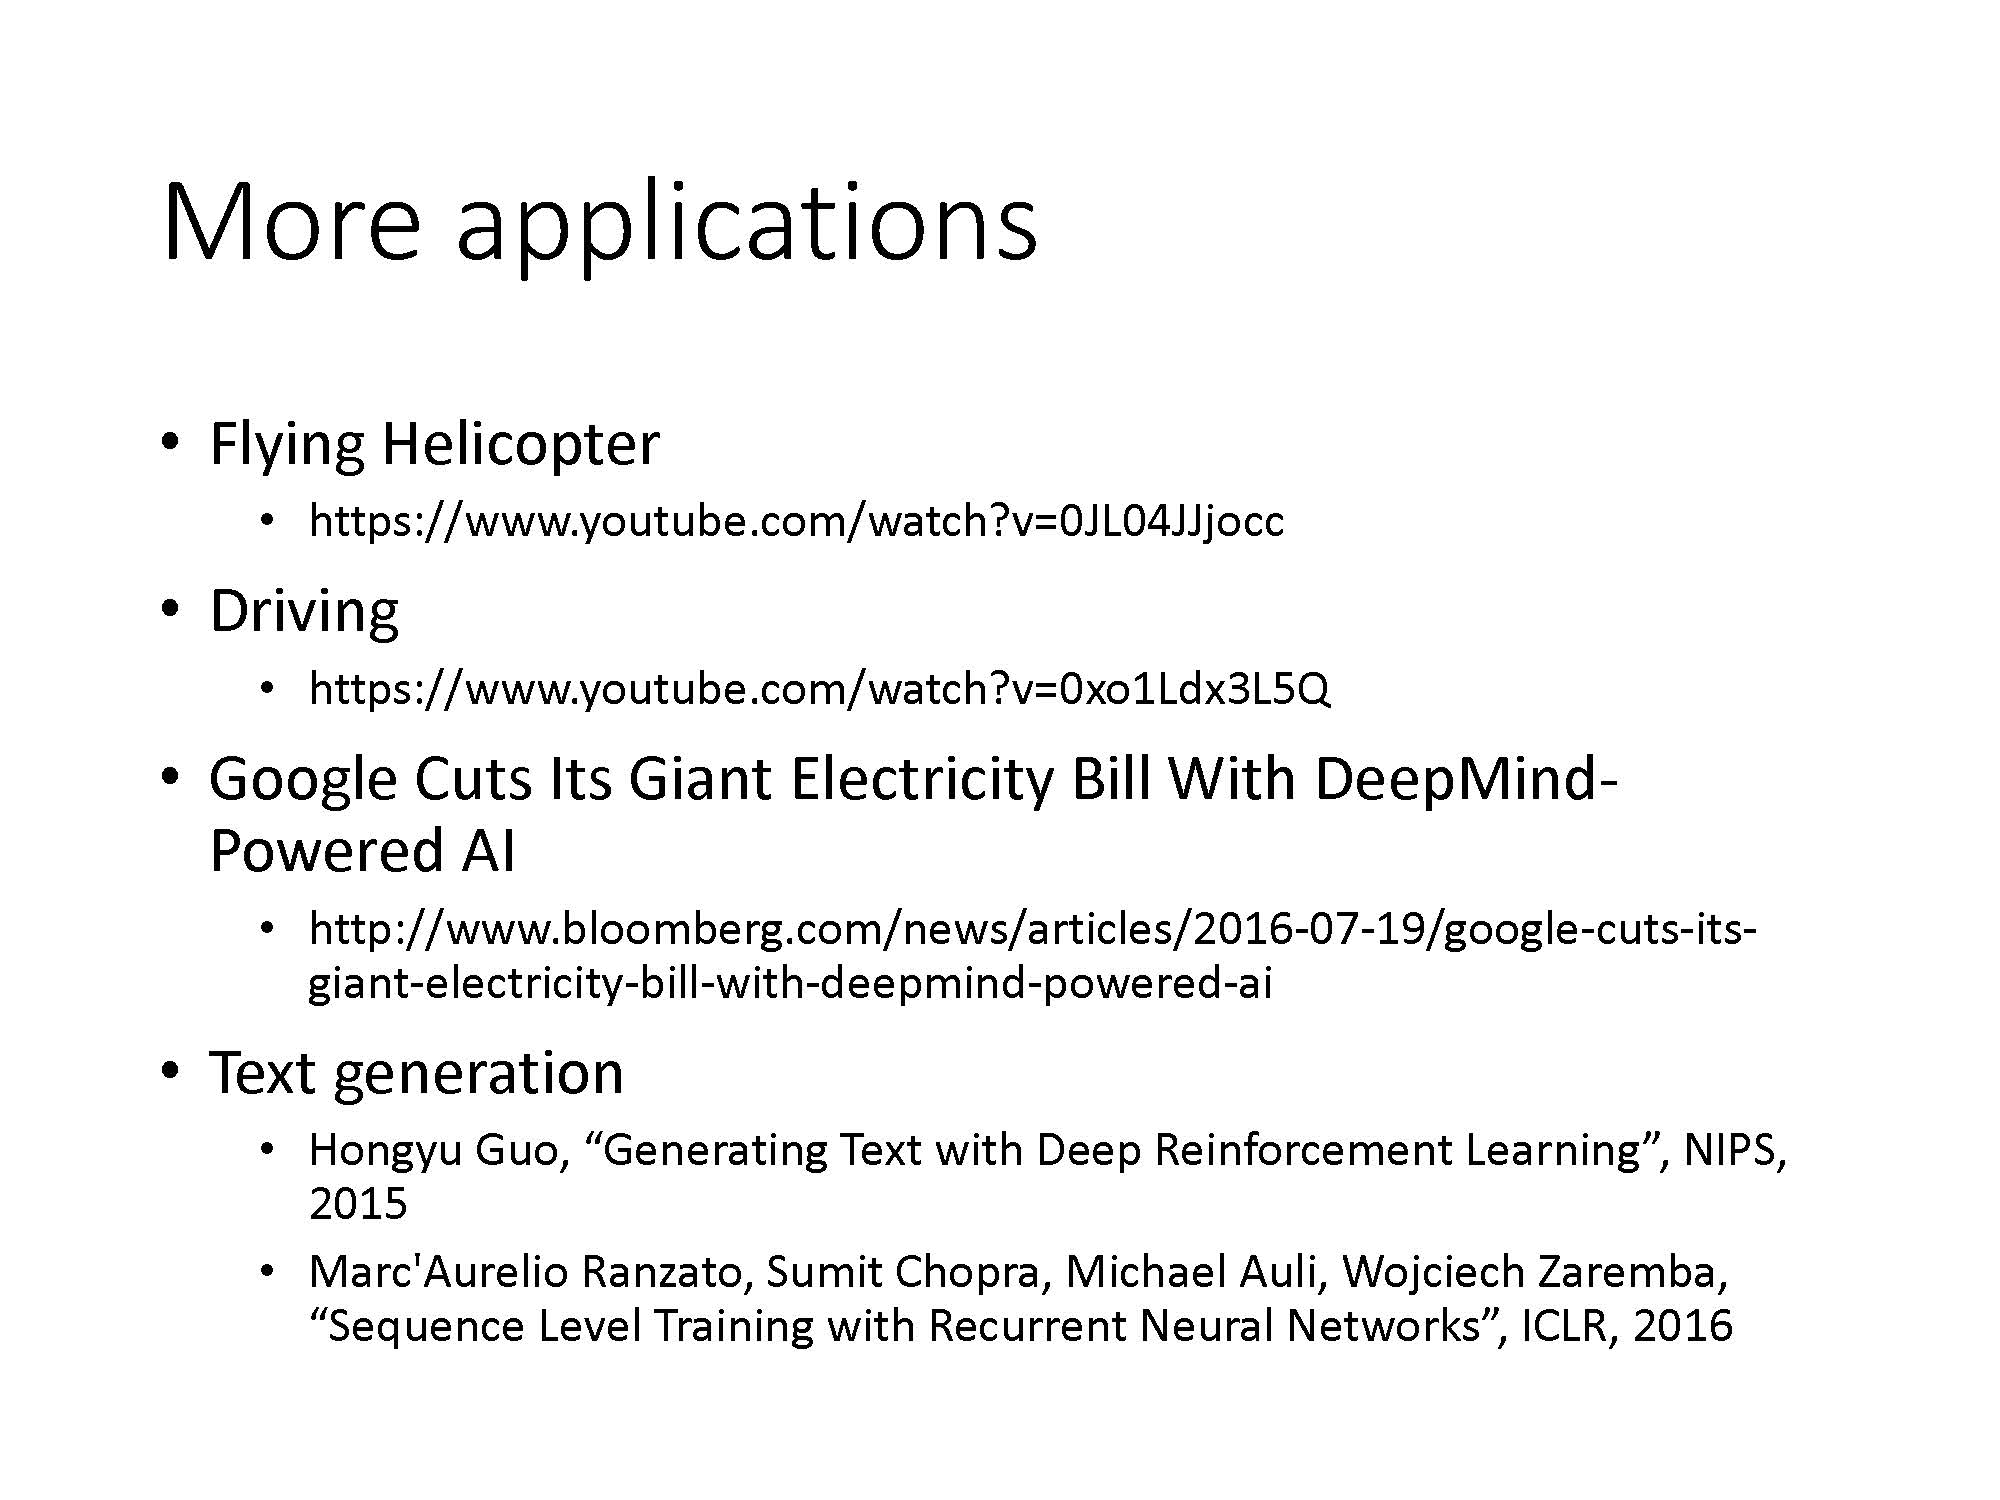 More applications
• Flying Helicopter
• https://www.youtube.com/watch?v=0JL04JJjocc
• Driving
• https://www.youtube.com/watch?v=0xo1Ldx3L5Q
• Google Cuts Its Giant Electricity Bill With DeepMind-
Powered AI
• http://www.bloomberg.com/news/articles/2016-07-19/google-cuts-its-
giant-electricity-bill-with-deepmind-powered-ai
• Text generation
• Hongyu Guo, “Generating Text with Deep Reinforcement Learning”, NIPS,
2015
• Marc'Aurelio Ranzato, Sumit Chopra, Michael Auli, Wojciech Zaremba,
“Sequence Level Training with Recurrent Neural Networks”, ICLR, 2016